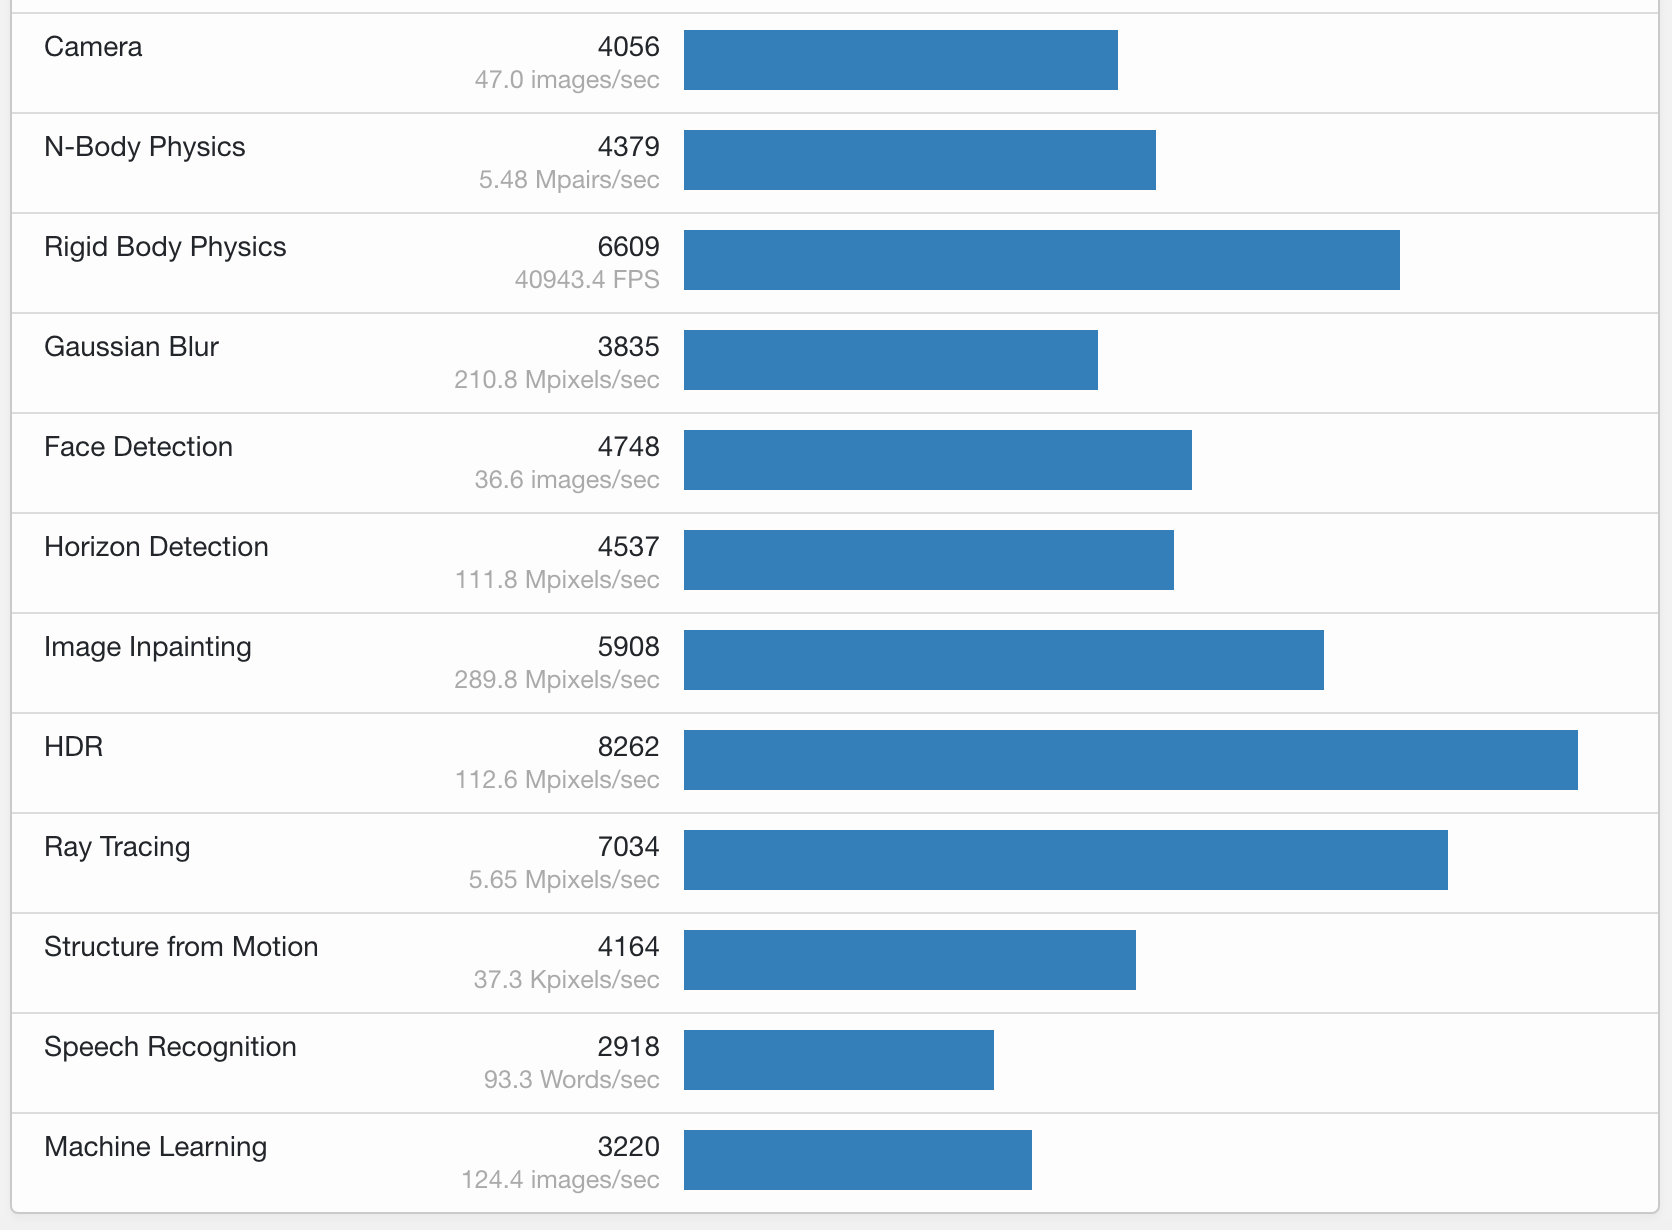 Camera 4056
47.0 images/sec
N-Body Physics 4379
5.48 Mpairs/sec
Rigid Body Physics 6609
40943.4 FPS
Gaussian Blur 3835
210.8 Mpixels/sec
Face Detection 4748
36.6 images/sec
Horizon Detection 4537
111.8 Mpixels/sec
Image Inpainting 5908
289.8 Mpixels/sec
HDR 8262
112.6 Mpixels/sec
Ray Tracing 7034
5.65 Mpixels/sec
Structure from Motion 4164
37.3 Kpixels/sec
Speech Recognition 2918
93.3 Words/sec
Machine Learning 3220
124.4 images/sec